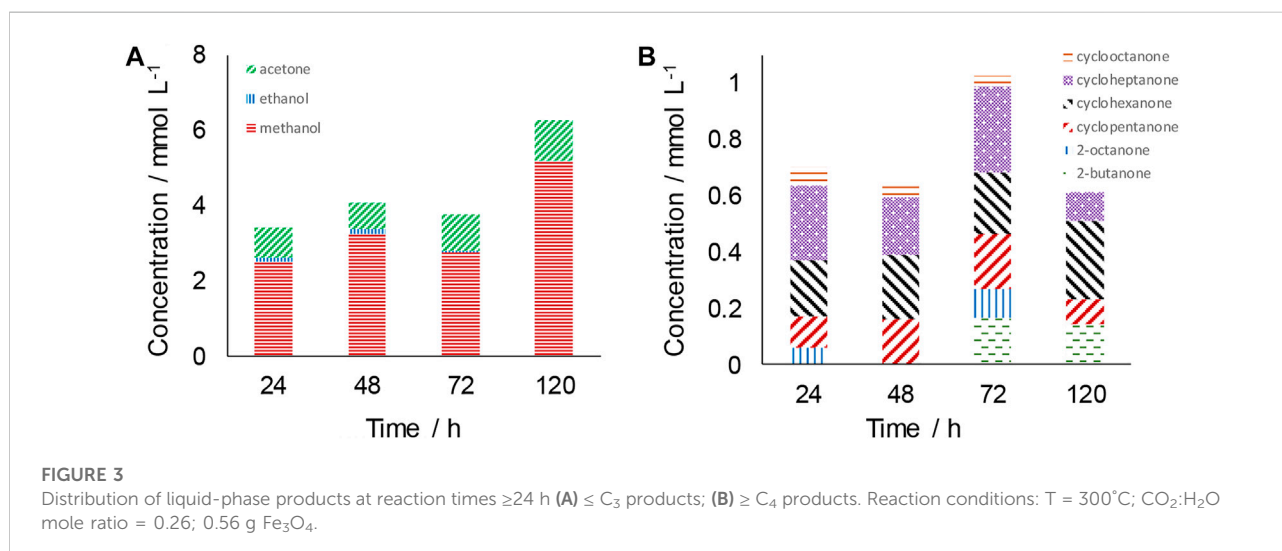 A
8
6
4
2
0
Concentration / mmol L⁻¹
acetone
ethanol
methanol
24 48 72 120
Time / h
B
1
0.8
0.6
0.4
0.2
0
Concentration / mmol L⁻¹
cyclooctanone
cycloheptanone
cyclohexanone
cyclopentanone
2-octanone
2-butanone
24 48 72 120
Time / h
FIGURE 3
Distribution of liquid-phase products at reaction times ≥24 h (A) ≤ C₃ products; (B) ≥ C₄ products. Reaction conditions: T = 300°C; CO₂:H₂O
mole ratio = 0.26; 0.56 g Fe₃O₄.